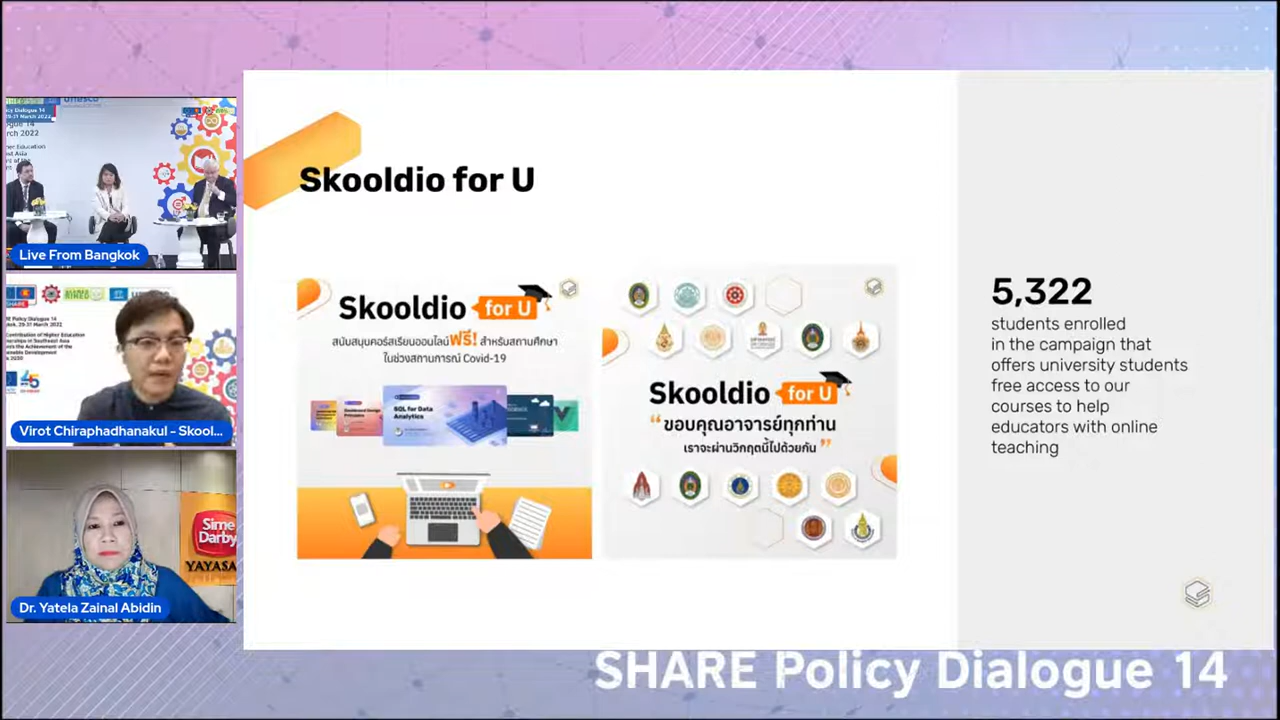 Skooldio for U
Skooldio for U
สนับสนุนคอร์สเรียนออนไลน์ฟรี! สำหรับสถานศึกษา
ในช่วงสถานการณ์ Covid-19
Dashboard Design
Principles
SQL for Data
Analytics
Skooldio for U
“ขอบคุณอาจารย์ทุกท่าน
เราจะผ่านวิกฤตนี้ไปด้วยกัน”
5,322
students enrolled
in the campaign that
offers university students
free access to our
courses to help
educators with online
teaching
unesco
Live From Bangkok
SHARE
Virot Chiraphadhanakul - Skool...
Sime
Darby
YAYASA
Dr. Yatela Zainal Abidin
SHARE Policy Dialogue 14